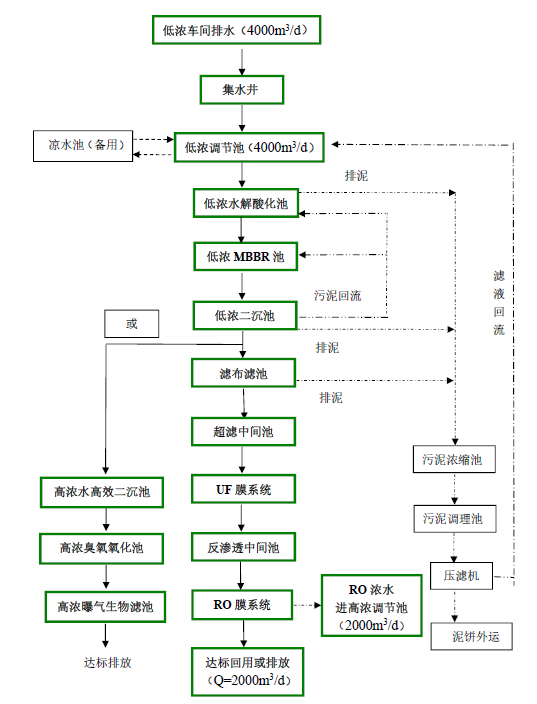 低浓车间排水（4000m³/d）
集水井
凉水池（备用）
低浓调节池（4000m³/d）
排泥
低浓水解酸化池
低浓 MBBR 池
滤液回流
污泥回流
低浓二沉池
或
排泥
滤布滤池
排泥
超滤中间池
污泥浓缩池
高浓水高效二沉池
UF 膜系统
污泥调理池
高浓臭氧氧化池
反渗透中间池
压滤机
高浓曝气生物滤池
RO 膜系统
RO 浓水
进高浓调节池
（2000m³/d）
泥饼外运
达标排放
达标回用或排放
（Q=2000m³/d）